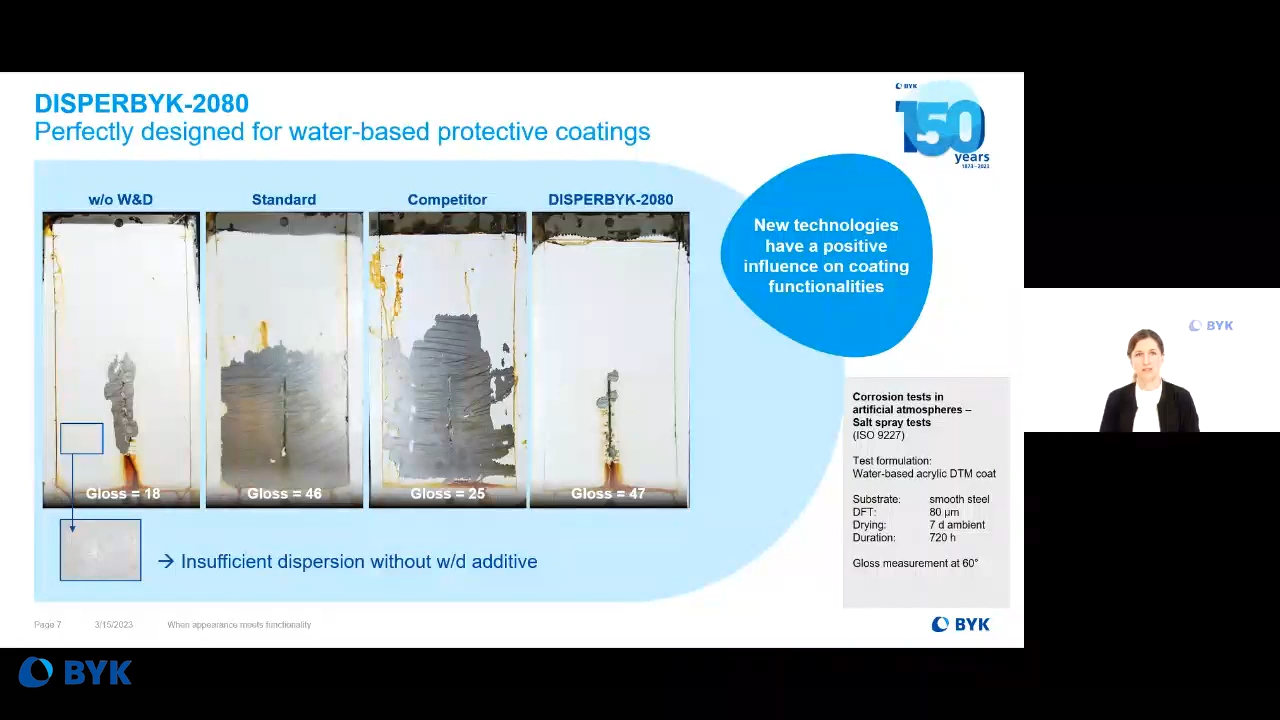 DISPERBYK-2080
Perfectly designed for water-based protective coatings
BYK
150
years
1873–2023
w/o W&D
Standard
Competitor
DISPERBYK-2080
Gloss = 18
Gloss = 46
Gloss = 25
Gloss = 47
→ Insufficient dispersion without w/d additive
New technologies
have a positive
influence on coating
functionalities
Corrosion tests in
artificial atmospheres –
Salt spray tests
(ISO 9227)
Test formulation:
Water-based acrylic DTM coat
Substrate: smooth steel
DFT: 80 µm
Drying: 7 d ambient
Duration: 720 h
Gloss measurement at 60°
Page 7 3/15/2023 When appearance meets functionality
BYK
BYK
BYK